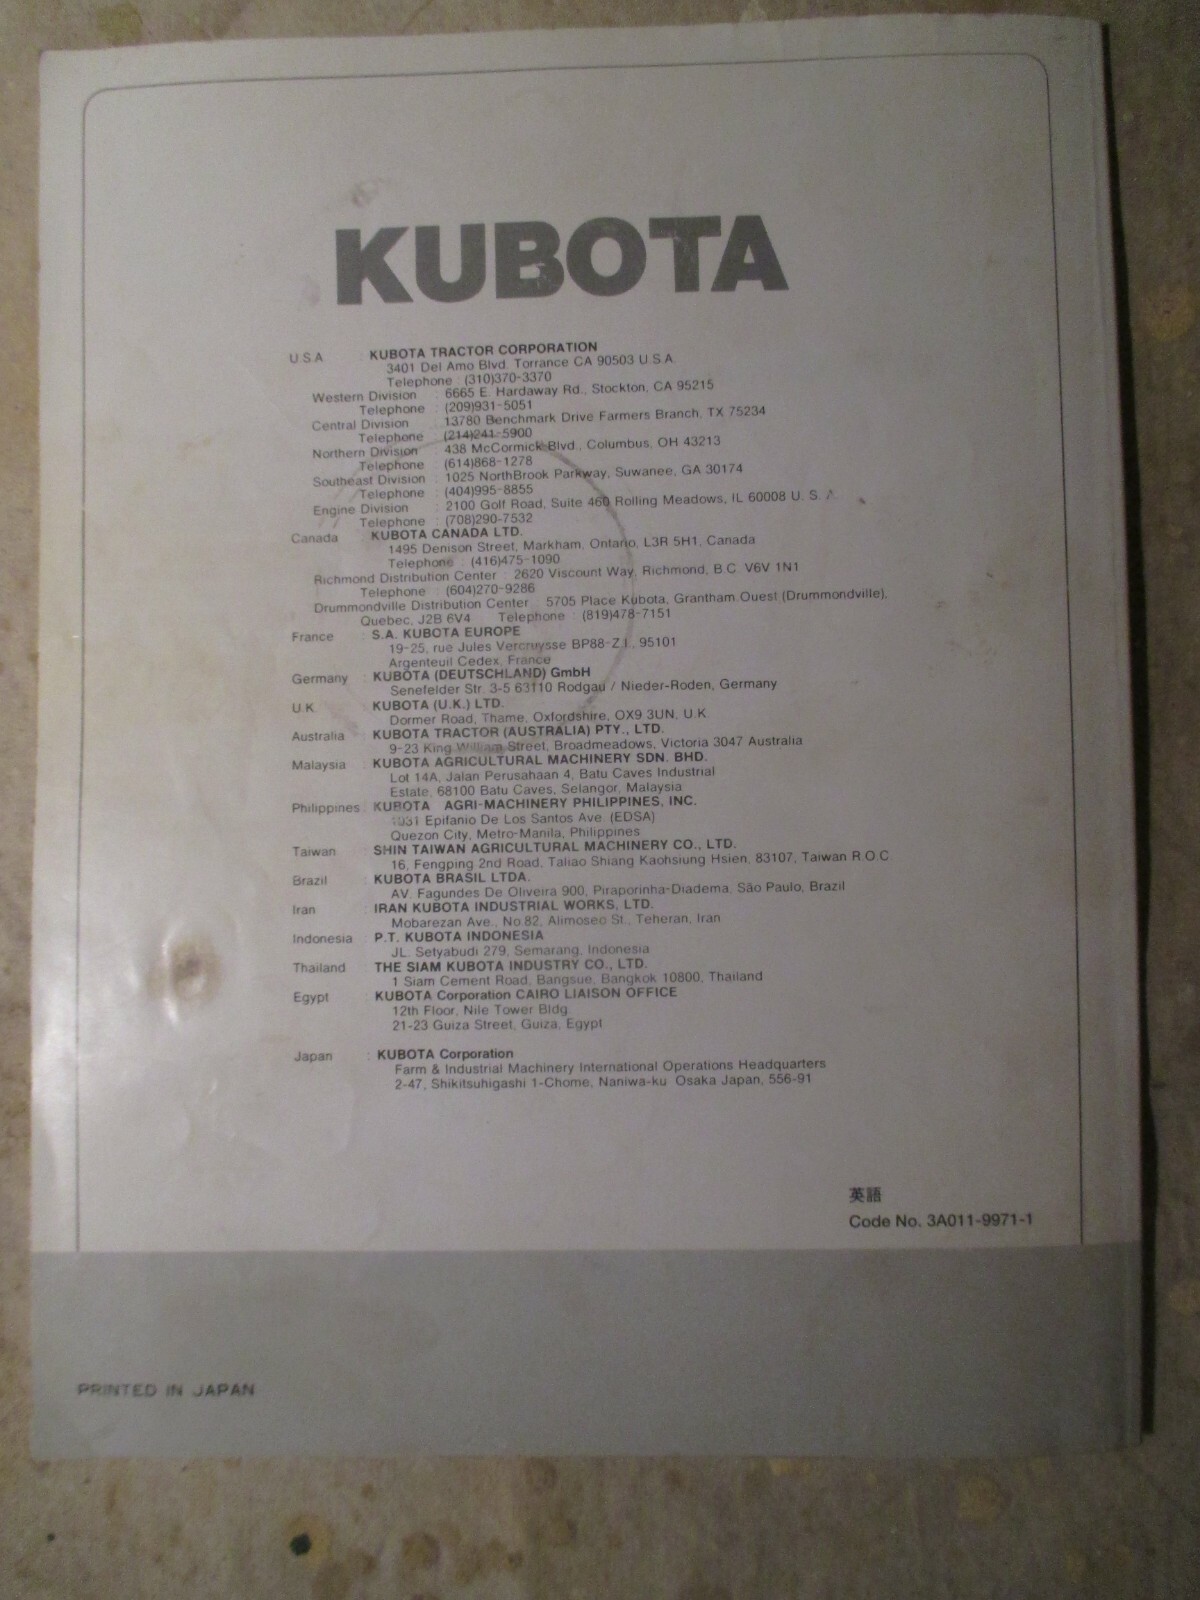 KUBOTA
U.S.A : KUBOTA TRACTOR CORPORATION
3401 Del Amo Blvd. Torrance CA 90503 U.S.A.
Telephone : (310)370-3370
Western Division : 6665 E. Hardaway Rd., Stockton, CA 95215
Telephone : (209)931-5051
Central Division : 13780 Benchmark Drive Farmers Branch, TX 75234
Telephone : (214)241-5900
Northern Division : 438 McCormick Blvd., Columbus, OH 43213
Telephone : (614)868-1278
Southeast Division : 1025 NorthBrook Parkway, Suwanee, GA 30174
Telephone : (404)995-8855
Engine Division : 2100 Golf Road, Suite 460 Rolling Meadows, IL 60008 U. S. A.
Telephone : (708)290-7532
Canada : KUBOTA CANADA LTD.
1495 Denison Street, Markham, Ontario, L3R 5H1, Canada
Telephone : (416)475-1090
Richmond Distribution Center : 2620 Viscount Way, Richmond, B.C. V6V 1N1
Telephone : (604)270-9286
Drummondville Distribution Center : 5705 Place Kubota, Grantham Ouest (Drummondville),
Quebec, J2B 6V4 Telephone : (819)478-7151
France : S.A. KUBOTA EUROPE
19-25, rue Jules Vercruysse BP88-Z.I., 95101
Argenteuil Cedex, France
Germany : KUBOTA (DEUTSCHLAND) GmbH
Senefelder Str. 3-5 63110 Rodgau / Nieder-Roden, Germany
U.K. : KUBOTA (U.K.) LTD.
Dormer Road, Thame, Oxfordshire, OX9 3UN, U.K.
Australia : KUBOTA TRACTOR (AUSTRALIA) PTY., LTD.
9-23 King William Street, Broadmeadows, Victoria 3047 Australia
Malaysia : KUBOTA AGRICULTURAL MACHINERY SDN. BHD.
Lot 14A, Jalan Perusahaan 4, Batu Caves Industrial
Estate, 68100 Batu Caves, Selangor, Malaysia
Philippines : KUBOTA AGRI-MACHINERY PHILIPPINES, INC.
1031 Epifanio De Los Santos Ave. (EDSA)
Quezon City, Metro-Manila, Philippines
Taiwan : SHIN TAIWAN AGRICULTURAL MACHINERY CO., LTD.
16, Fengping 2nd Road, Taliao Shiang Kaohsiung Hsien, 83107, Taiwan R.O.C.
Brazil : KUBOTA BRASIL LTDA.
AV. Fagundes De Oliveira 900, Piraporinha-Diadema, São Paulo, Brazil
Iran : IRAN KUBOTA INDUSTRIAL WORKS, LTD.
Mobarezan Ave., No.82, Alimoseo St., Teheran, Iran
Indonesia : P.T. KUBOTA INDONESIA
JL. Setyabudi 279, Semarang, Indonesia
Thailand : THE SIAM KUBOTA INDUSTRY CO., LTD.
1 Siam Cement Road, Bangsue, Bangkok 10800, Thailand
Egypt : KUBOTA Corporation CAIRO LIAISON OFFICE
12th Floor, Nile Tower Bldg.
21-23 Guiza Street, Guiza, Egypt
Japan : KUBOTA Corporation
Farm & Industrial Machinery International Operations Headquarters
2-47, Shikitsuhigashi 1-Chome, Naniwa-ku Osaka Japan, 556-91
英語
Code No. 3A011-9971-1
PRINTED IN JAPAN